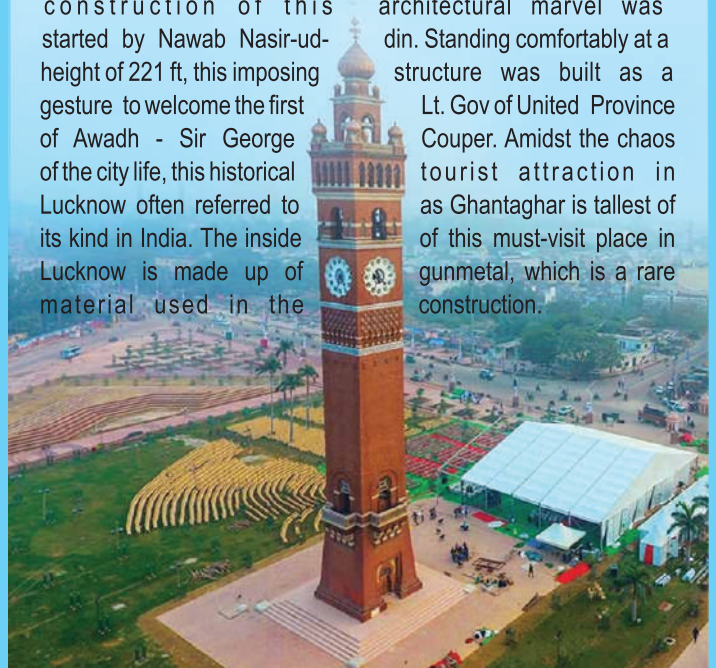 construction of this architectural marvel was
started by Nawab Nasir-ud- din. Standing comfortably at a
height of 221 ft, this imposing structure was built as a
gesture to welcome the first Lt. Gov of United Province
of Awadh - Sir George Couper. Amidst the chaos
of the city life, this historical tourist attraction in
Lucknow often referred to as Ghantaghar is tallest of
its kind in India. The inside of this must-visit place in
Lucknow is made up of gunmetal, which is a rare
material used in the construction.